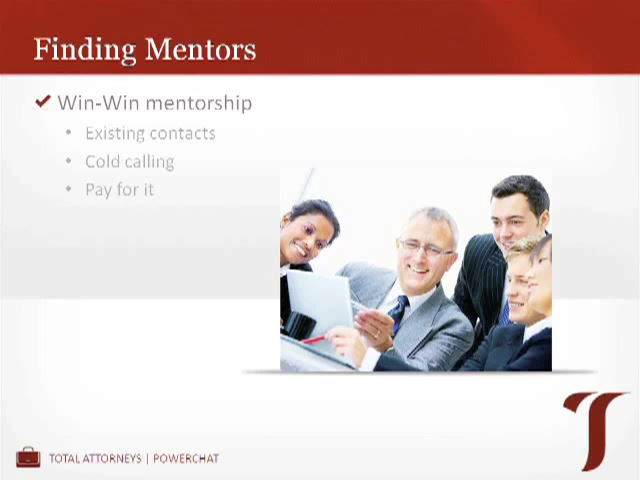 Finding Mentors
Win-Win mentorship
• Existing contacts
• Cold calling
• Pay for it
TOTAL ATTORNEYS | POWERCHAT